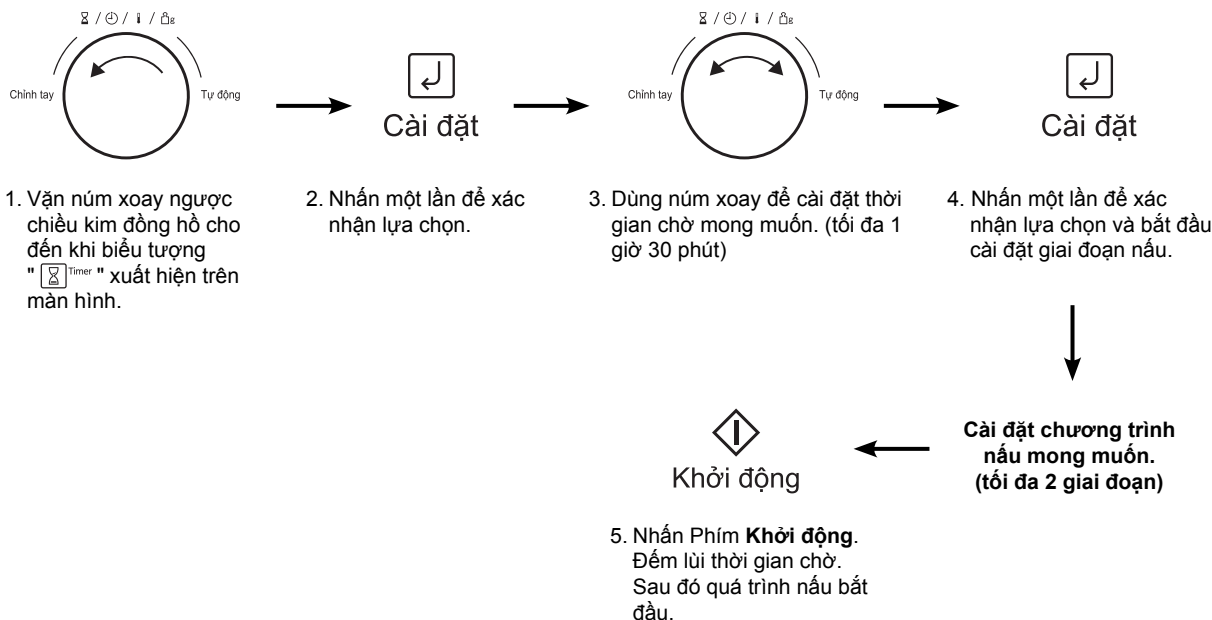 Chỉnh tay
Tự động
Cài đặt
Chỉnh tay
Tự động
Cài đặt
1. Vặn núm xoay ngược
chiều kim đồng hồ cho
đến khi biểu tượng
" Timer " xuất hiện trên
màn hình.
2. Nhấn một lần để xác
nhận lựa chọn.
3. Dùng núm xoay để cài đặt thời
gian chờ mong muốn. (tối đa 1
giờ 30 phút)
4. Nhấn một lần để xác
nhận lựa chọn và bắt đầu
cài đặt giai đoạn nấu.
Cài đặt chương trình
nấu mong muốn.
(tối đa 2 giai đoạn)
Khởi động
5. Nhấn Phím Khởi động.
Đếm lùi thời gian chờ.
Sau đó quá trình nấu bắt
đầu.